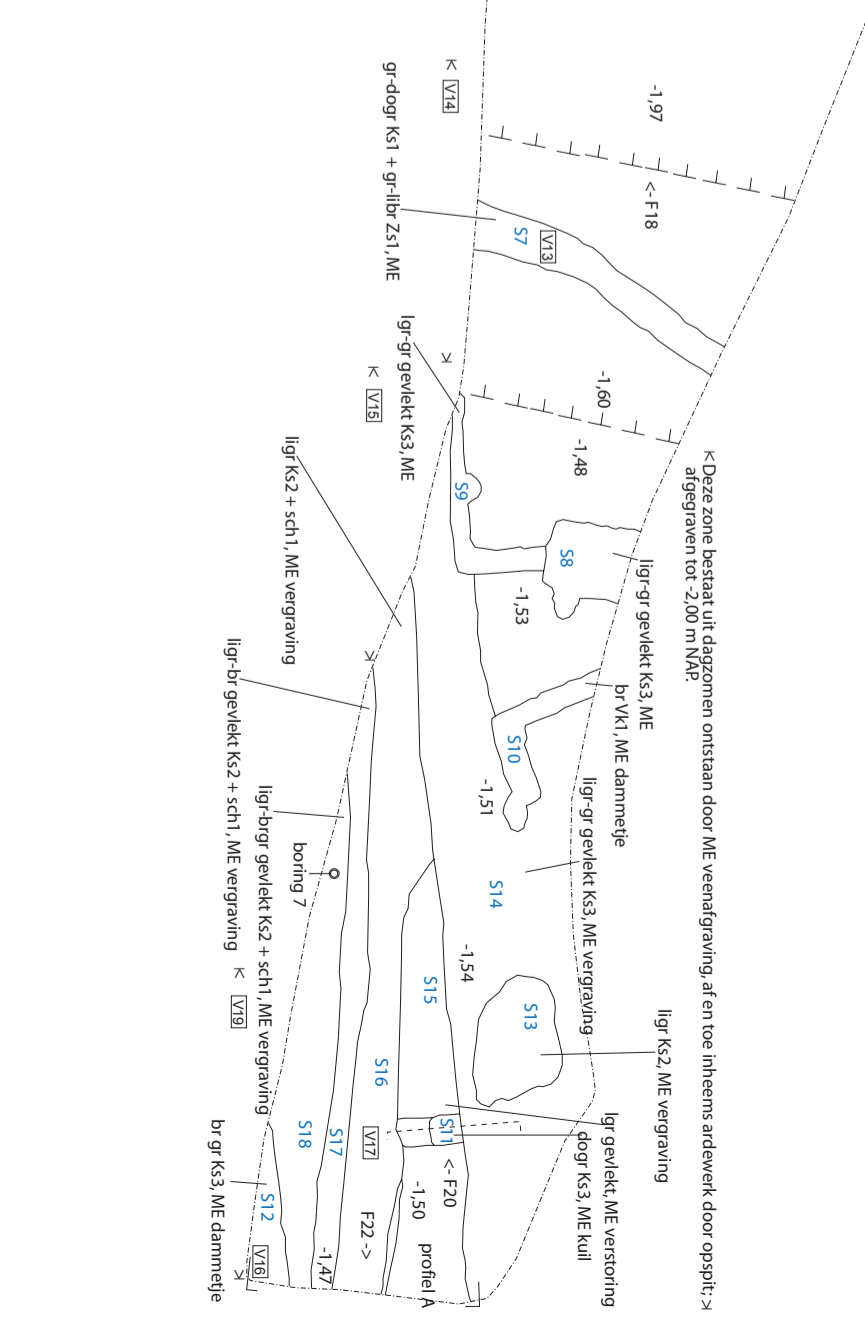 K Deze zone bestaat uit dagzomen ontstaan door ME veenafgraving, af en toe inheems ardewerk door opspit; K
afgegraven tot -2,00 m NAP.
-1,97
<- F18
-1,60
-1,48
ligr-gr gevlekt Ks3, ME
br Vk1, ME dammetje
ligr-gr gevlekt Ks3, ME vergraving
ligr Ks2, ME vergraving
lgr gevlekt, ME verstoring
dogr Ks3, ME kuil
S7
V13
S8
S9
-1,53
S10
-1,51
S14
-1,54
S13
S15
S11
<- F20
-1,50
profiel A
S16
V17
F22 ->
S17
S18
-1,47
S12
V16
K V14
gr-dogr Ks1 + gr-libr Zs1, ME
K
lgr-gr gevlekt Ks3, ME
K V15
ligr Ks2 + sch1, ME vergraving
K
boring 7
ligr-brgr gevlekt Ks2 + sch1, ME vergraving
ligr-br gevlekt Ks2 + sch1, ME vergraving K V19
br gr Ks3, ME dammetje K